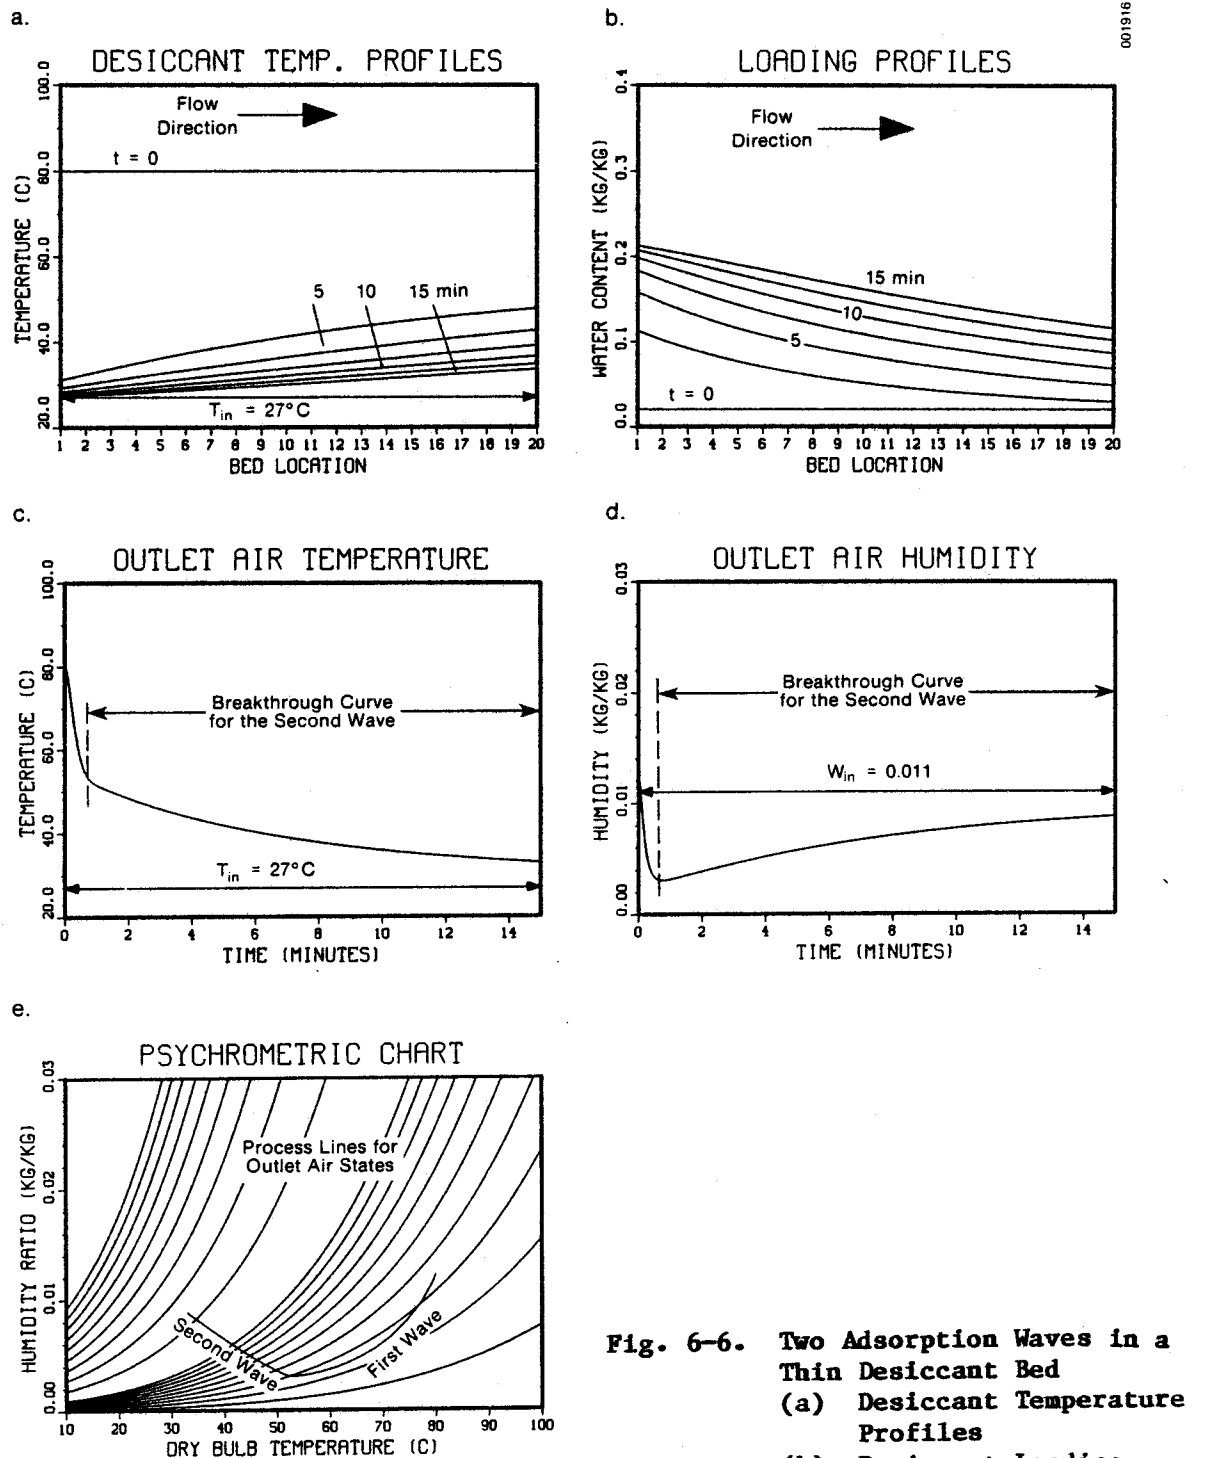 a.
DESICCANT TEMP. PROFILES
100.0
80.0
60.0
40.0
20.0
TEMPERATURE (C)
Flow
Direction
t = 0
5 10 15 min
Tin = 27°C
1 2 3 4 5 6 7 8 9 10 11 12 13 14 15 16 17 18 19 20
BED LOCATION
b.
001916
LOADING PROFILES
0.4
0.3
0.2
0.1
0.0
WATER CONTENT (KG/KG)
Flow
Direction
15 min
10
5
t = 0
1 2 3 4 5 6 7 8 9 10 11 12 13 14 15 16 17 18 19 20
BED LOCATION
c.
OUTLET AIR TEMPERATURE
100.0
80.0
60.0
40.0
20.0
TEMPERATURE (C)
Breakthrough Curve
for the Second Wave
Tin = 27°C
0 2 4 6 8 10 12 14
TIME (MINUTES)
d.
OUTLET AIR HUMIDITY
0.03
0.02
0.01
0.00
HUMIDITY (KG/KG)
Breakthrough Curve
for the Second Wave
Win = 0.011
0 2 4 6 8 10 12 14
TIME (MINUTES)
e.
PSYCHROMETRIC CHART
0.03
0.02
0.01
0.00
HUMIDITY RATIO (KG/KG)
Process Lines for
Outlet Air States
Second Wave
First Wave
10 20 30 40 50 60 70 80 90 100
DRY BULB TEMPERATURE (C)
Fig. 6-6. Two Adsorption Waves in a
Thin Desiccant Bed
(a) Desiccant Temperature
Profiles